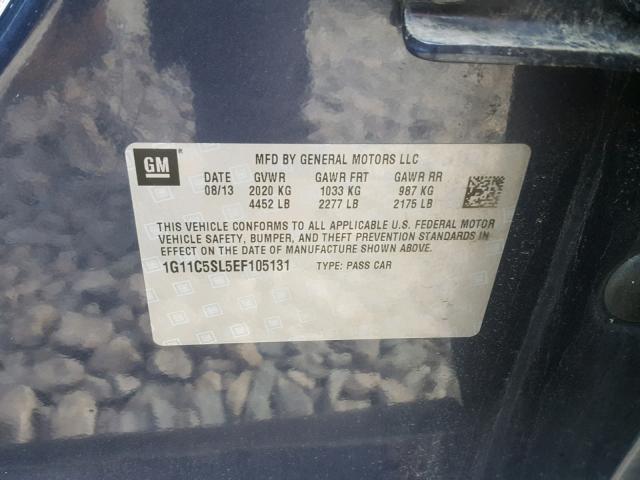 GM
MFD BY GENERAL MOTORS LLC
DATE GVWR GAWR FRT GAWR RR
08/13 2020 KG 1033 KG 987 KG
4452 LB 2277 LB 2175 LB
THIS VEHICLE CONFORMS TO ALL APPLICABLE U.S. FEDERAL MOTOR
VEHICLE SAFETY, BUMPER, AND THEFT PREVENTION STANDARDS IN
EFFECT ON THE DATE OF MANUFACTURE SHOWN ABOVE.
1G11C5SL5EF105131 TYPE: PASS CAR